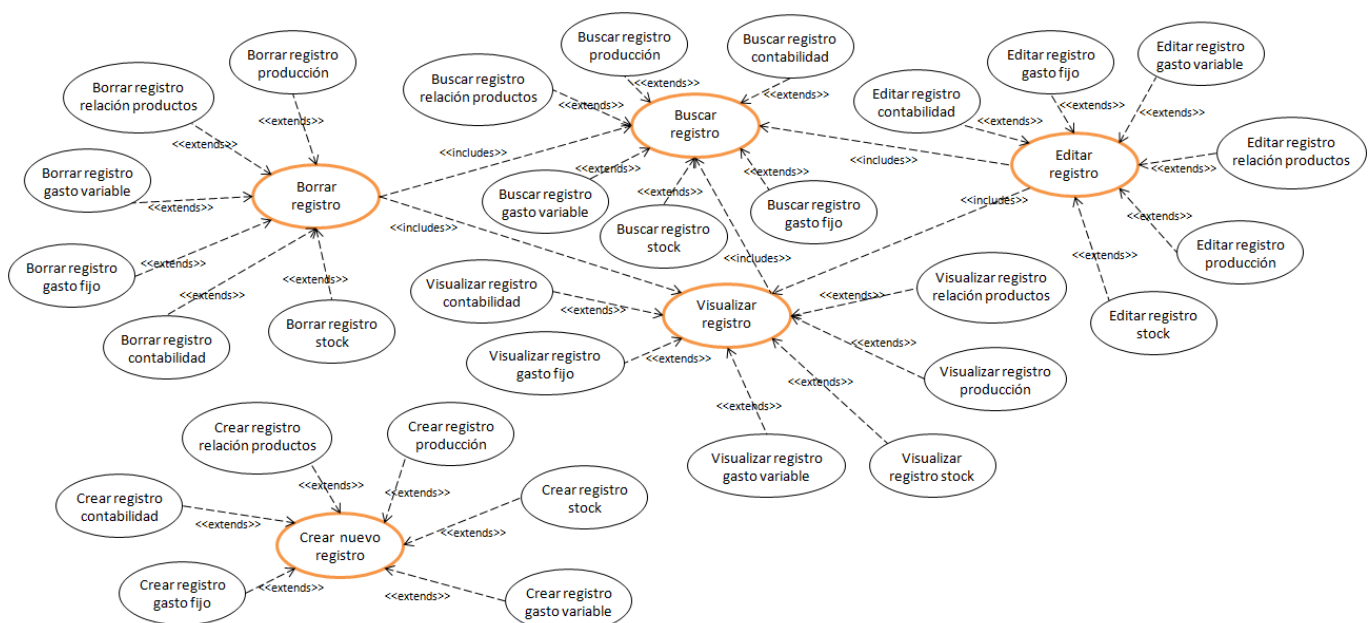 Borrar registro
producción
<<extends>>
Borrar registro
relación productos
<<extends>>
Borrar registro
gasto variable
<<extends>>
Borrar
registro
Borrar registro
gasto fijo
<<extends>>
Borrar registro
contabilidad
<<extends>>
Borrar registro
stock
<<extends>>
<<includes>>
<<includes>>
Buscar registro
producción
<<extends>>
Buscar registro
contabilidad
<<extends>>
Buscar registro
relación productos
<<extends>>
Buscar
registro
Buscar registro
gasto variable
<<extends>>
Buscar registro
stock
<<extends>>
Buscar registro
gasto fijo
<<extends>>
<<includes>>
<<includes>>
<<includes>>
Editar registro
gasto fijo
<<extends>>
Editar registro
gasto variable
<<extends>>
Editar registro
contabilidad
<<extends>>
Editar
registro
Editar registro
relación productos
<<extends>>
Editar registro
producción
<<extends>>
Editar registro
stock
<<extends>>
Visualizar registro
contabilidad
<<extends>>
Visualizar
registro
Visualizar registro
relación productos
<<extends>>
Visualizar registro
gasto fijo
<<extends>>
Visualizar registro
producción
<<extends>>
Visualizar registro
gasto variable
<<extends>>
Visualizar
registro stock
<<extends>>
Crear registro
relación productos
<<extends>>
Crear registro
producción
<<extends>>
Crear registro
contabilidad
<<extends>>
Crear registro
stock
<<extends>>
Crear nuevo
registro
Crear registro
gasto fijo
<<extends>>
Crear registro
gasto variable
<<extends>>